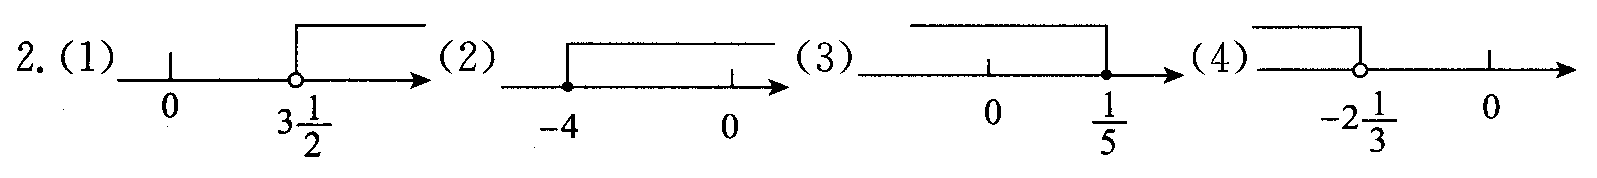 2. (1) (2) (3) (4)
0 3 1/2 -4 0 0 1/5 -2 1/3 0